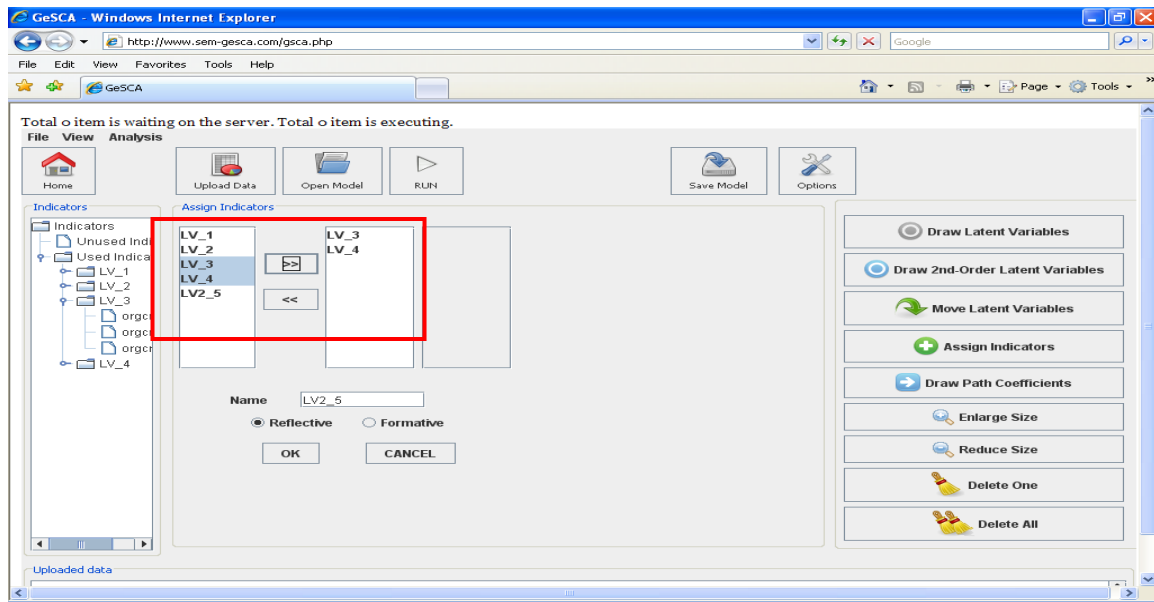 GeSCA - Windows Internet Explorer
http://www.sem-gesca.com/gsca.php
Google
File Edit View Favorites Tools Help
GeSCA
Page Tools
Total 0 item is waiting on the server. Total 0 item is executing.
File View Analysis
Home
Upload Data
Open Model
RUN
Save Model
Options
Indicators
Indicators
Unused Indi
Used Indica
LV_1
LV_2
LV_3
orgcr
orgcr
orgcr
LV_4
Assign Indicators
LV_1
LV_2
LV_3
LV_4
LV2_5
>>
<<
LV_3
LV_4
Name LV2_5
Reflective Formative
OK CANCEL
Draw Latent Variables
Draw 2nd-Order Latent Variables
Move Latent Variables
Assign Indicators
Draw Path Coefficients
Enlarge Size
Reduce Size
Delete One
Delete All
Uploaded data